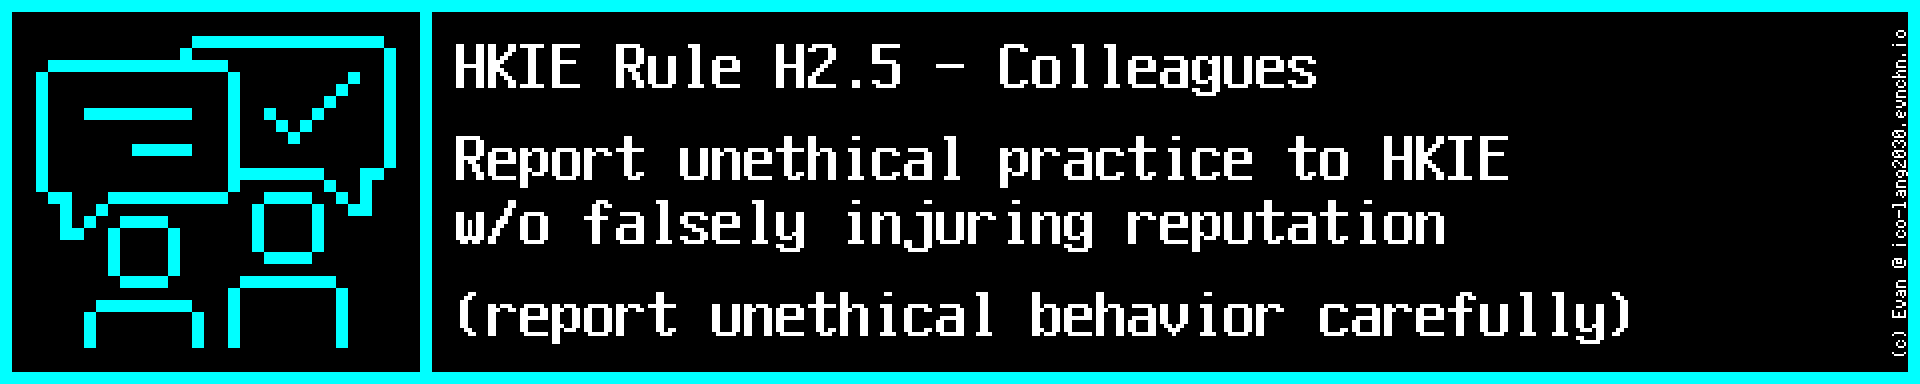 HKIE Rule H2.5 - Colleagues
Report unethical practice to HKIE
w/o falsely injuring reputation
(report unethical behavior carefully)
(c) Evan @ ico-lang2030.evnchn.io